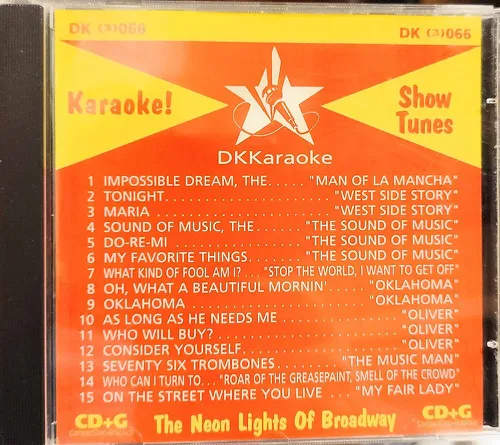 DK (3)066
DK (3)066
Karaoke!
Show
Tunes
DKKaraoke
1 IMPOSSIBLE DREAM, THE..... "MAN OF LA MANCHA"
2 TONIGHT........................ "WEST SIDE STORY"
3 MARIA .......................... "WEST SIDE STORY"
4 SOUND OF MUSIC, THE...... "THE SOUND OF MUSIC"
5 DO-RE-MI .................. "THE SOUND OF MUSIC"
6 MY FAVORITE THINGS....... "THE SOUND OF MUSIC"
7 WHAT KIND OF FOOL AM I?.... "STOP THE WORLD, I WANT TO GET OFF"
8 OH, WHAT A BEAUTIFUL MORNIN'..... "OKLAHOMA"
9 OKLAHOMA ......................... "OKLAHOMA"
10 AS LONG AS HE NEEDS ME ............... "OLIVER"
11 WHO WILL BUY? ......................... "OLIVER"
12 CONSIDER YOURSELF..................... "OLIVER"
13 SEVENTY SIX TROMBONES ........ "THE MUSIC MAN"
14 WHO CAN I TURN TO... "ROAR OF THE GREASEPAINT, SMELL OF THE CROWD"
15 ON THE STREET WHERE YOU LIVE ... "MY FAIR LADY"
CD+G The Neon Lights Of Broadway CD+G